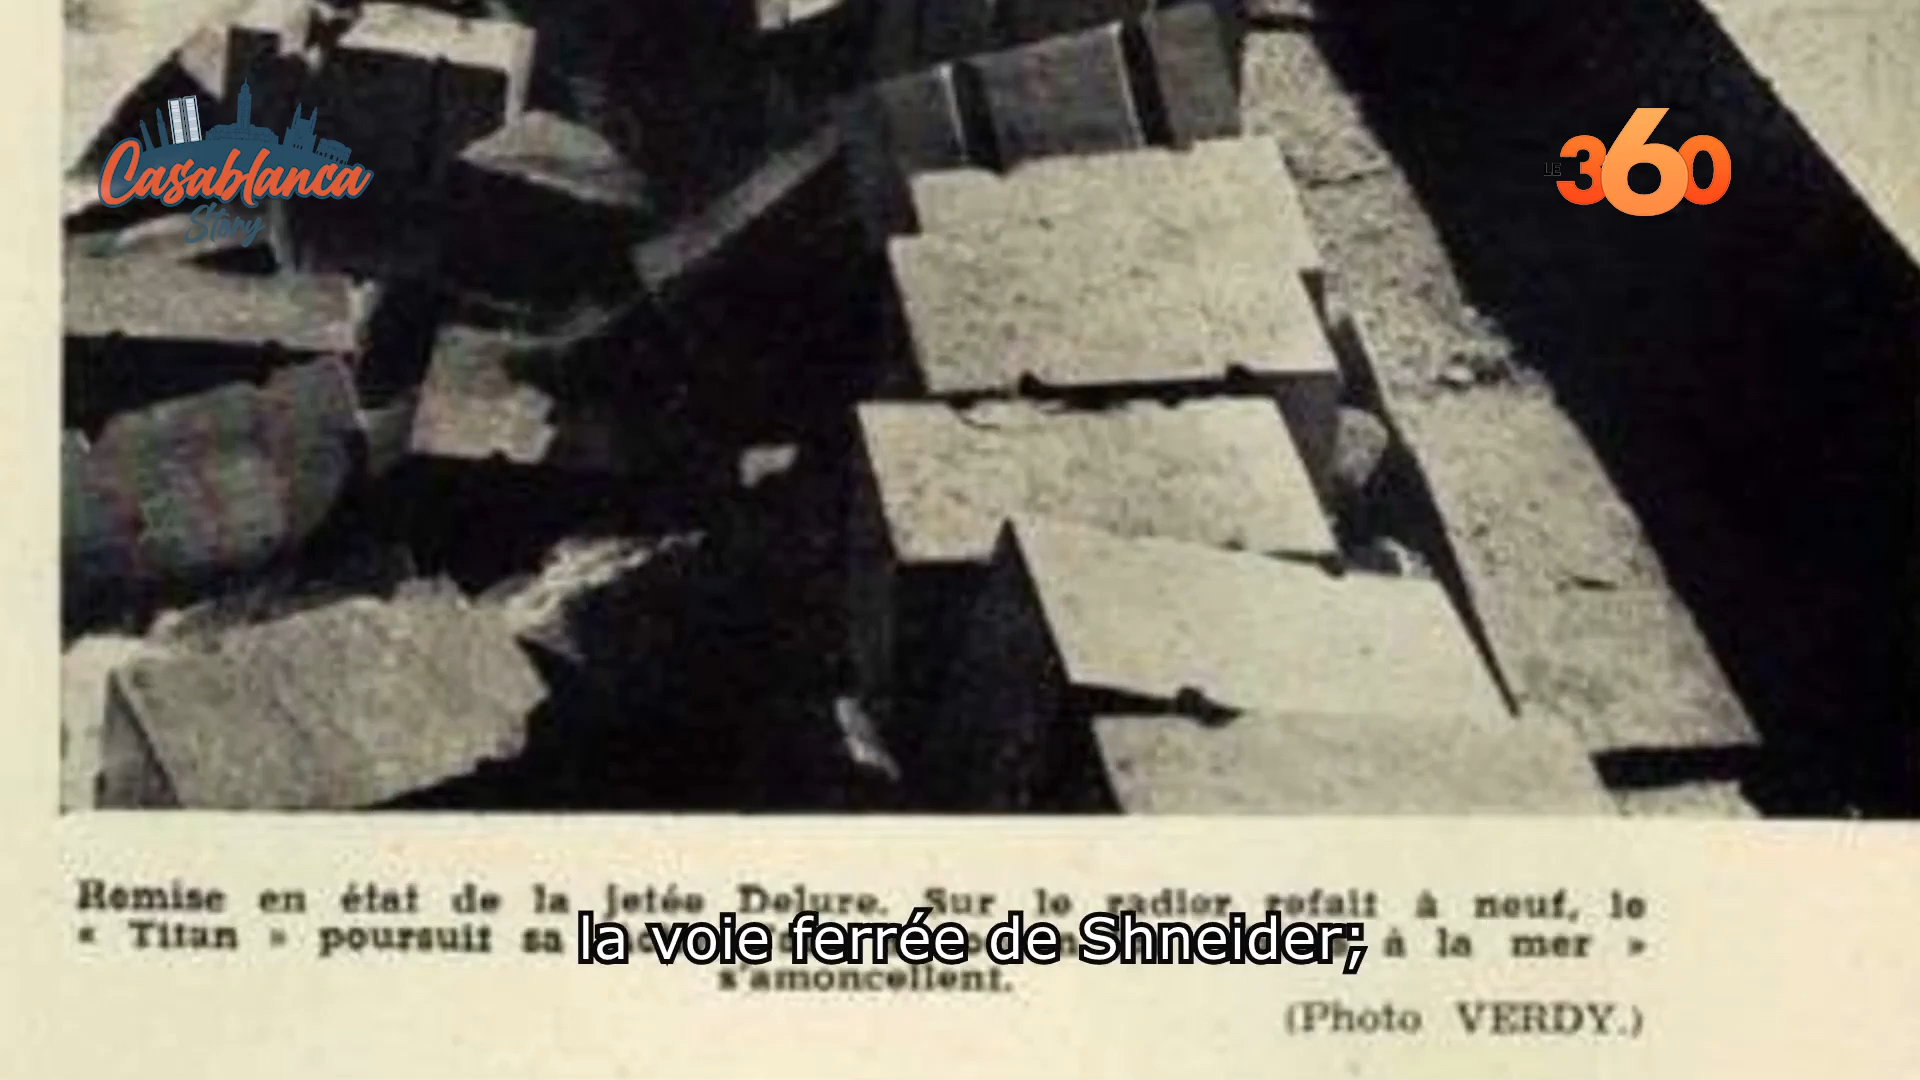 Casablanca
Story
LE 360
Remise en état de la jetée Delure. Sur le radier refait à neuf, le
« Titan » poursuit sa à la mer »
la voie ferrée de Shneider;
s'amoncellent.
(Photo VERDY.)